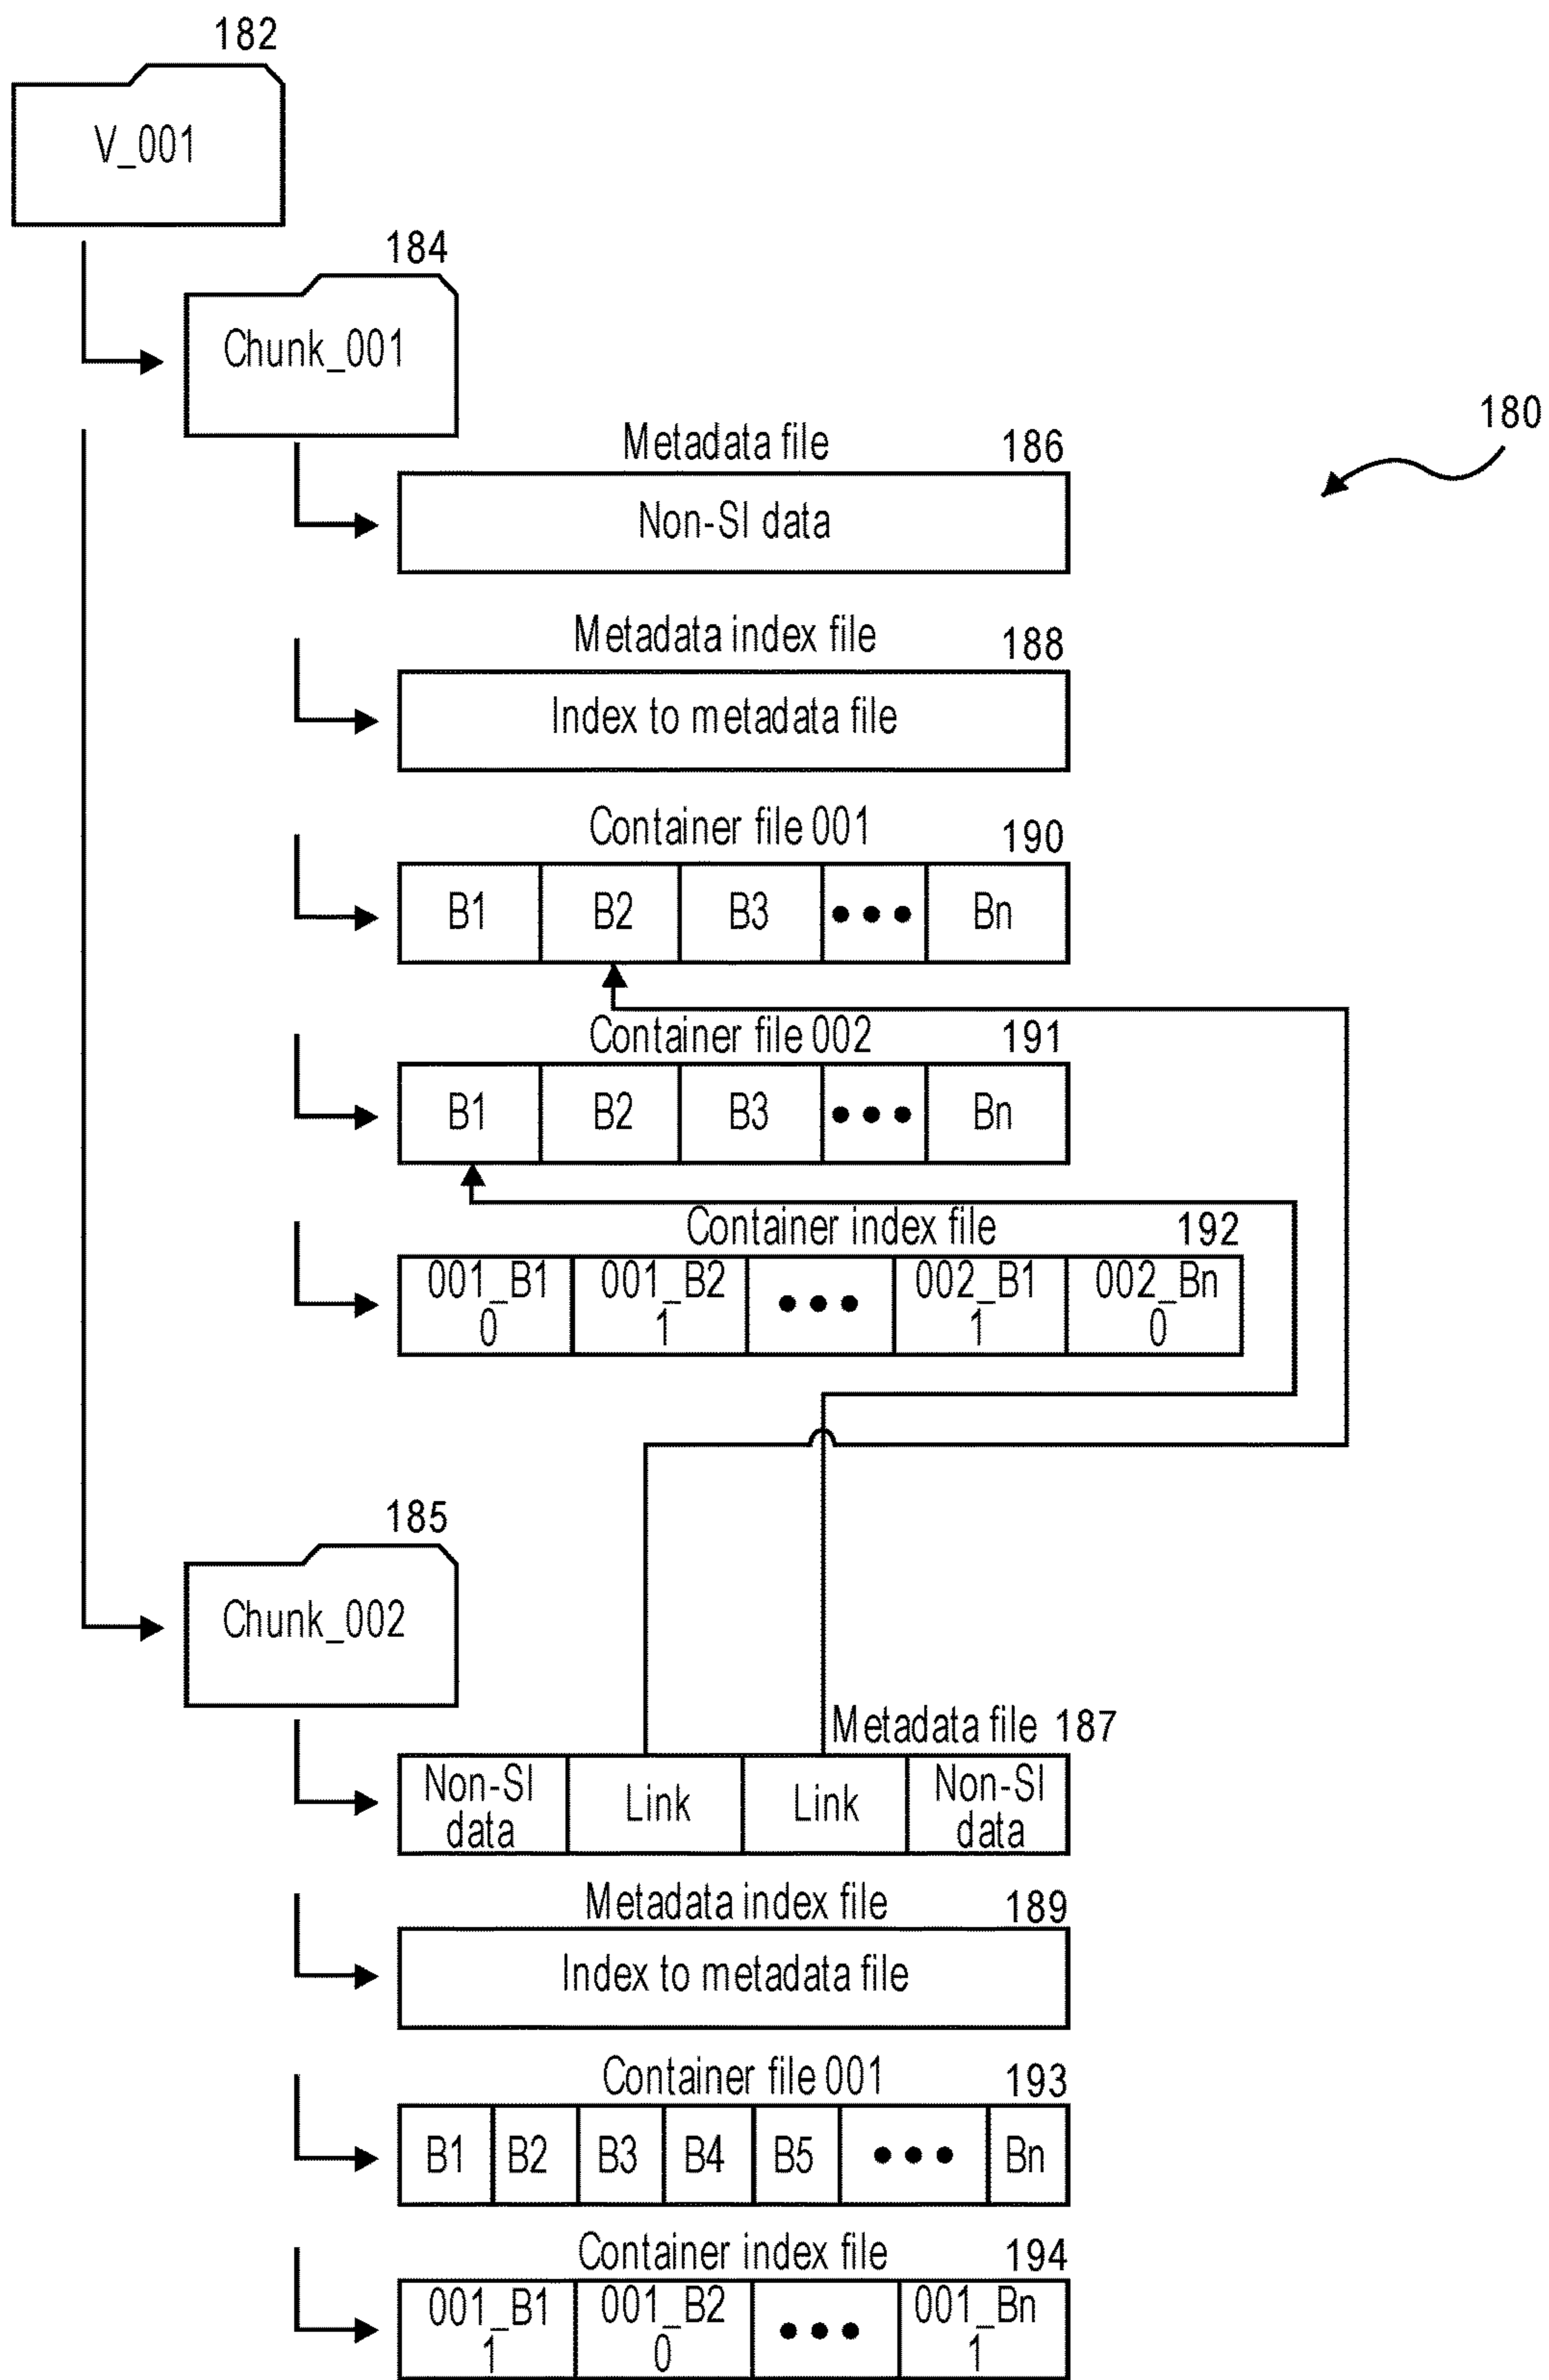 182
V_001
184
Chunk_001
180
Metadata file 186
Non-SI data
Metadata index file 188
Index to metadata file
Container file 001 190
B1 B2 B3 ••• Bn
Container file 002 191
B1 B2 B3 ••• Bn
Container index file 192
001_B1 001_B2 ••• 002_B1 002_Bn
0 1 1 0
185
Chunk_002
Metadata file 187
Non-SI Link Link Non-SI
data data
Metadata index file 189
Index to metadata file
Container file 001 193
B1 B2 B3 B4 B5 ••• Bn
Container index file 194
001_B1 001_B2 ••• 001_Bn
1 0 1